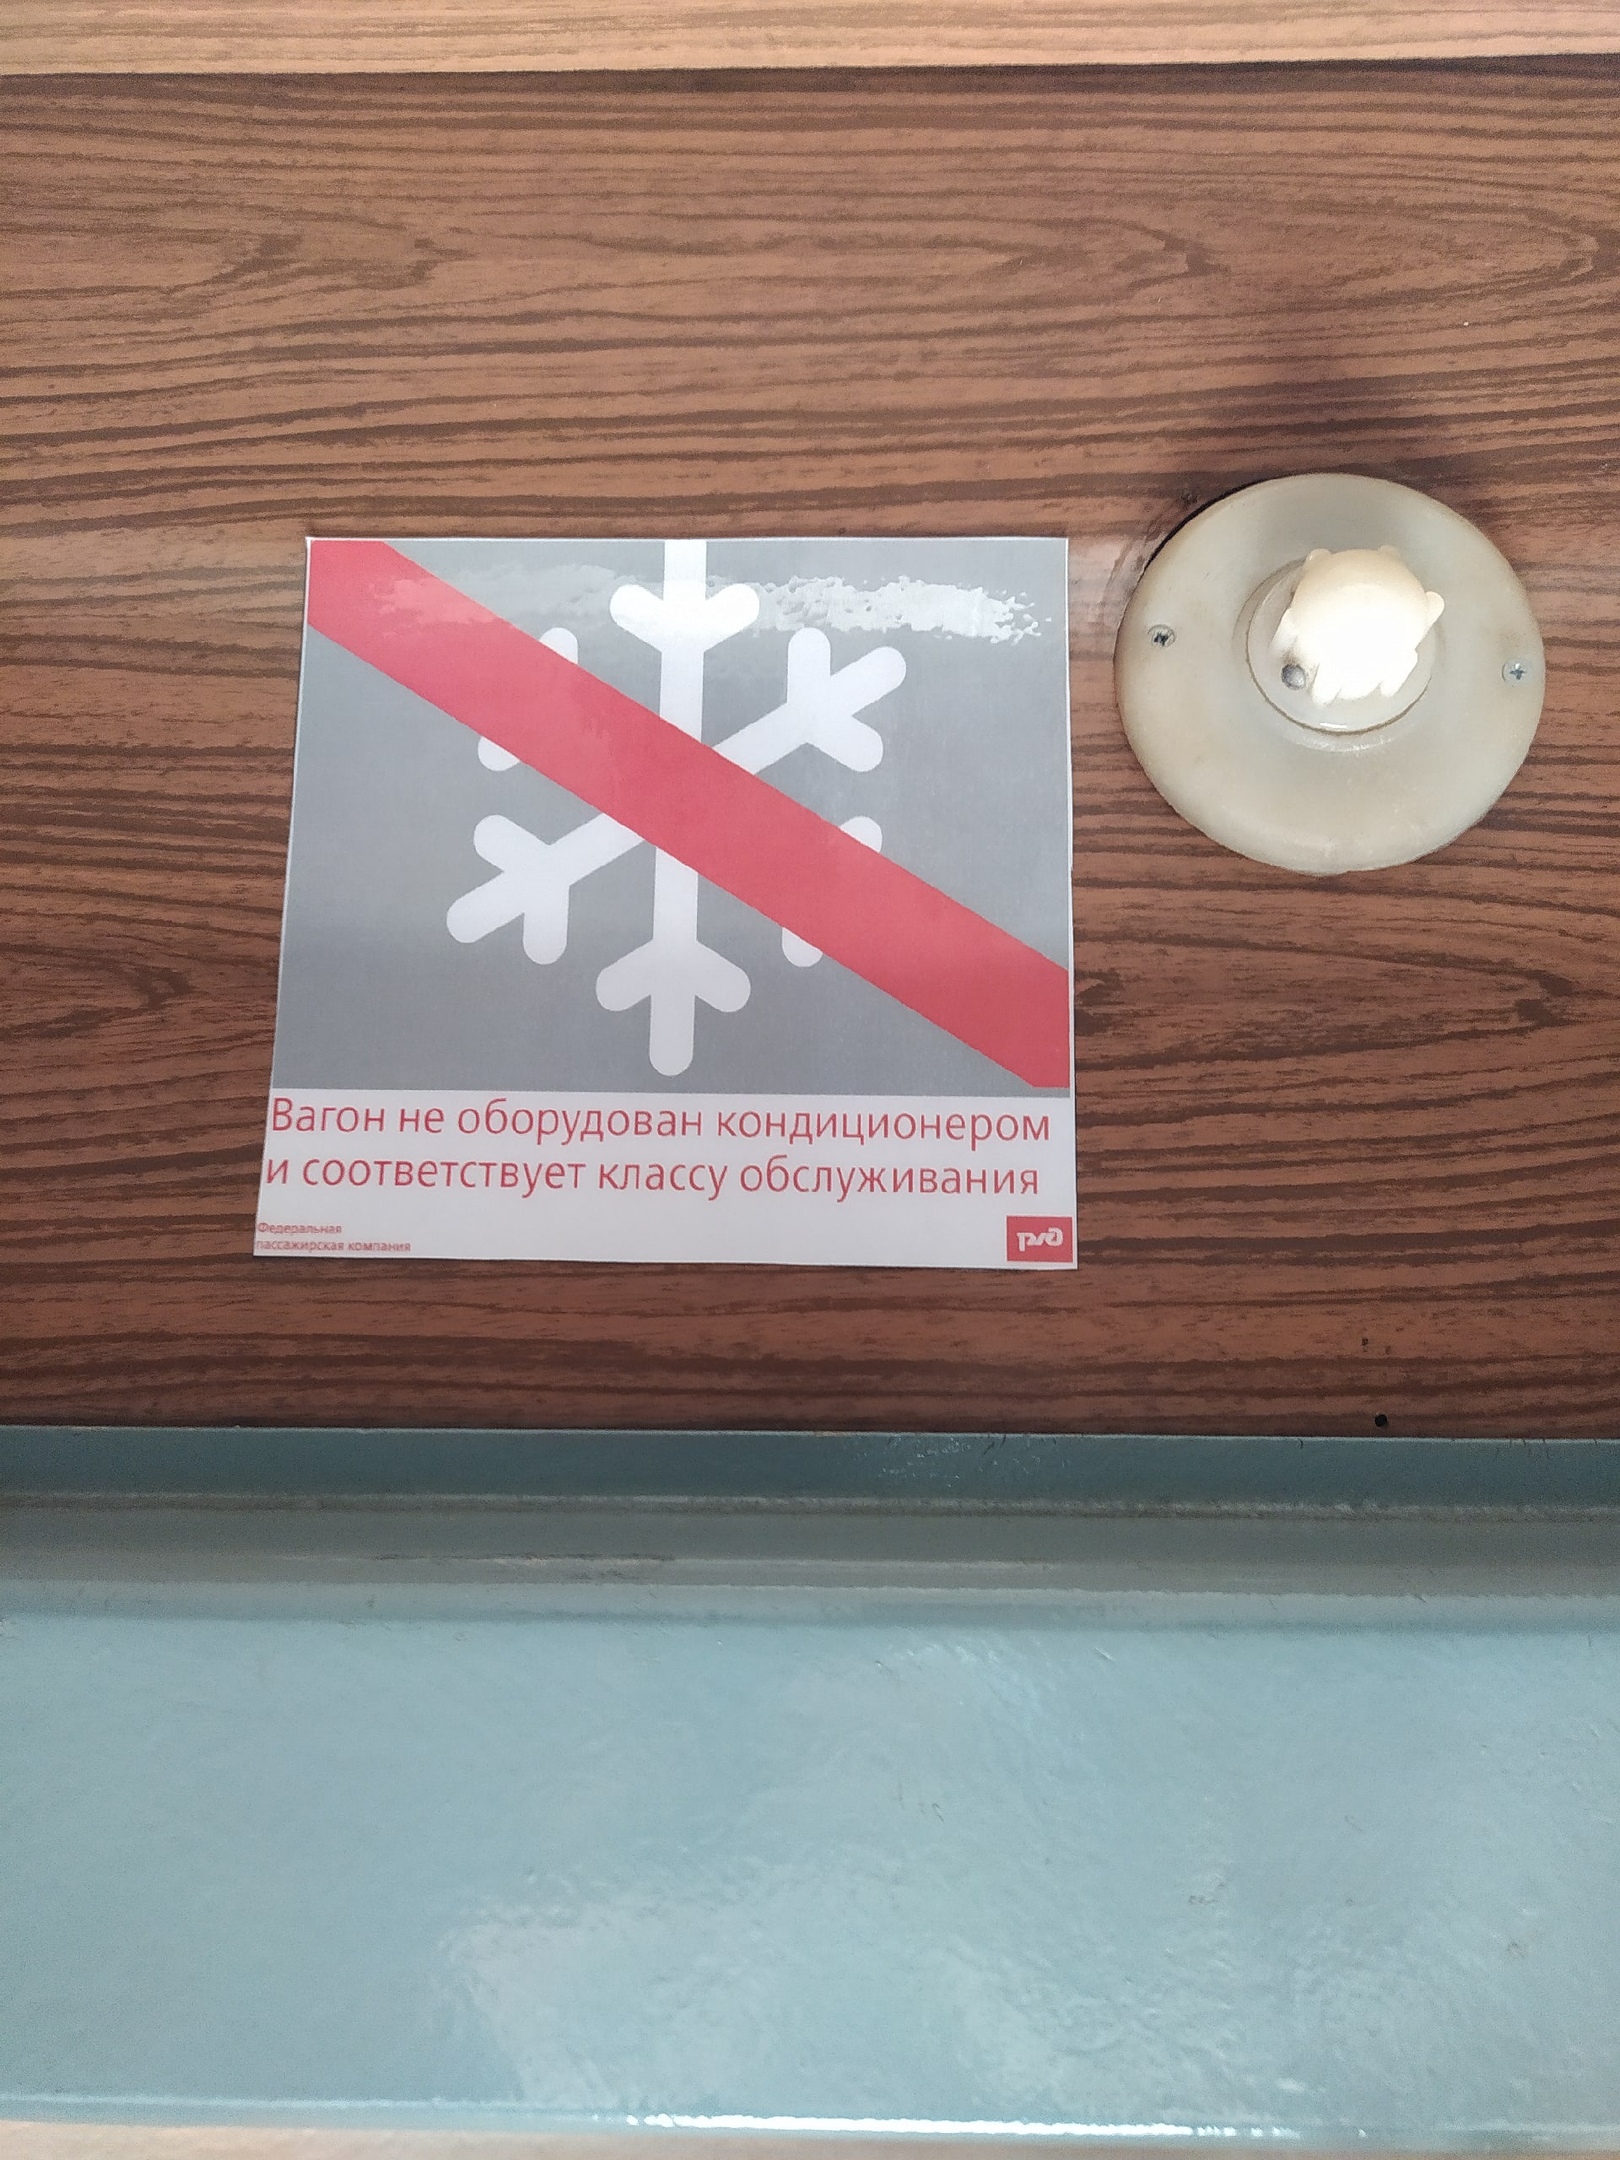 Вагон не оборудован кондиционером
и соответствует классу обслуживания
Федеральная
пассажирская компания
ржд